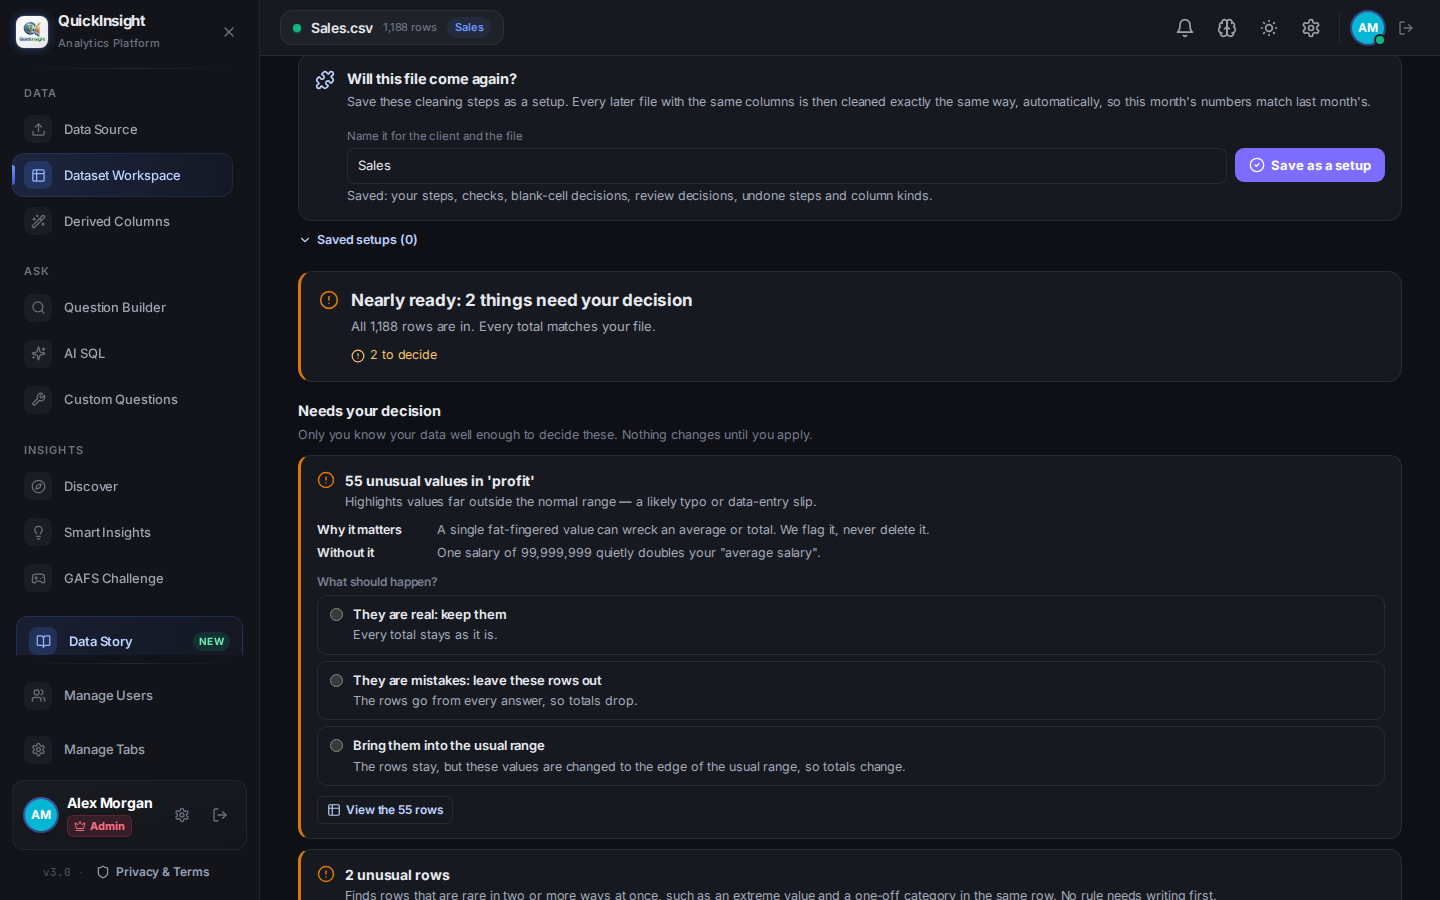 QuickInsight
Analytics Platform
DATA
Data Source
Dataset Workspace
Derived Columns
ASK
Question Builder
AI SQL
Custom Questions
INSIGHTS
Discover
Smart Insights
GAFS Challenge
Data Story NEW
Manage Users
Manage Tabs
AM Alex Morgan
Admin
v3.0 · Privacy & Terms
Sales.csv 1,188 rows Sales
AM
Will this file come again?
Save these cleaning steps as a setup. Every later file with the same columns is then cleaned exactly the same way, automatically, so this month's numbers match last month's.
Name it for the client and the file
Sales
Save as a setup
Saved: your steps, checks, blank-cell decisions, review decisions, undone steps and column kinds.
Saved setups (0)
Nearly ready: 2 things need your decision
All 1,188 rows are in. Every total matches your file.
2 to decide
Needs your decision
Only you know your data well enough to decide these. Nothing changes until you apply.
55 unusual values in 'profit'
Highlights values far outside the normal range — a likely typo or data-entry slip.
Why it matters A single fat-fingered value can wreck an average or total. We flag it, never delete it.
Without it One salary of 99,999,999 quietly doubles your "average salary".
What should happen?
They are real: keep them
Every total stays as it is.
They are mistakes: leave these rows out
The rows go from every answer, so totals drop.
Bring them into the usual range
The rows stay, but these values are changed to the edge of the usual range, so totals change.
View the 55 rows
2 unusual rows
Finds rows that are rare in two or more ways at once, such as an extreme value and a one-off category in the same row. No rule needs writing first.